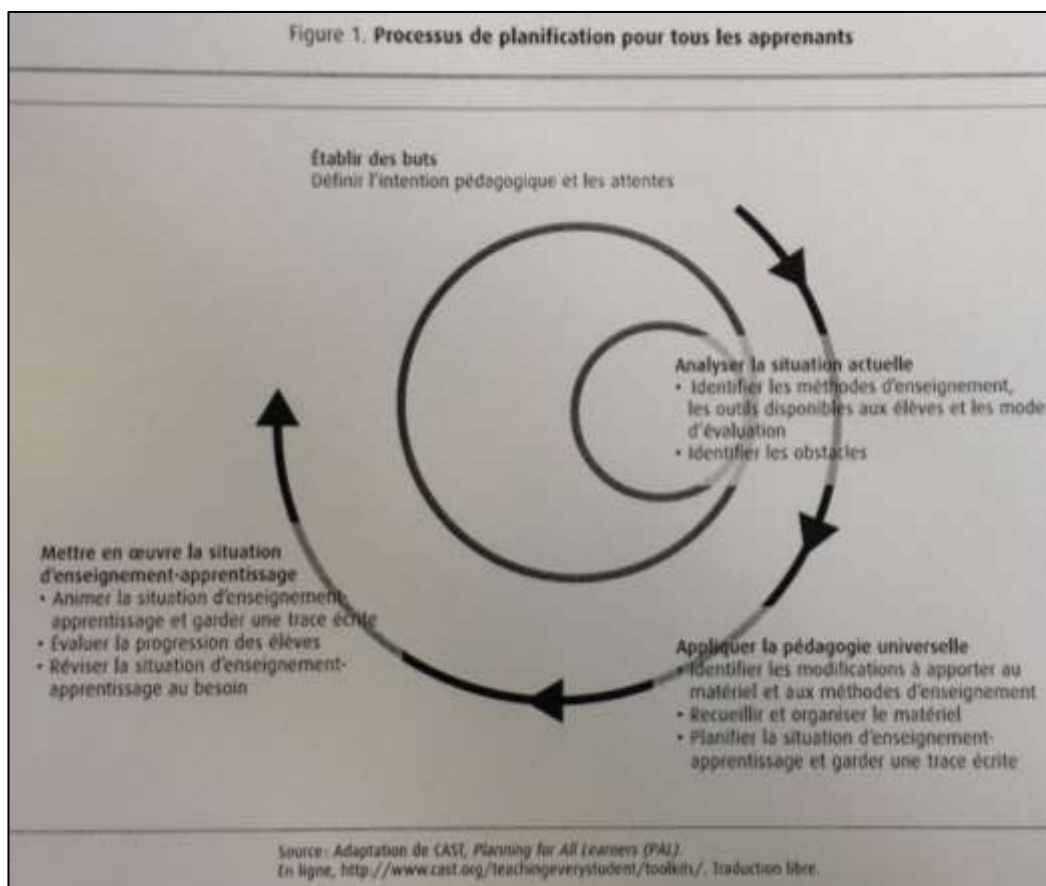 Figure 1. Processus de planification pour tous les apprenants
Établir des buts
Définir l'intention pédagogique et les attentes
Analyser la situation actuelle
• Identifier les méthodes d'enseignement,
les outils disponibles aux élèves et les modes
d'évaluation
• Identifier les obstacles
Appliquer la pédagogie universelle
• Identifier les modifications à apporter au
matériel et aux méthodes d'enseignement
• Recueillir et organiser le matériel
• Planifier la situation d'enseignement-
apprentissage et garder une trace écrite
Mettre en œuvre la situation
d'enseignement-apprentissage
• Animer la situation d'enseignement-
apprentissage et garder une trace écrite
• Évaluer la progression des élèves
• Réviser la situation d'enseignement-
apprentissage au besoin
Source: Adaptation de CAST, Planning for All Learners (PAL).
En ligne, http://www.cast.org/teachingeverystudent/toolkits/. Traduction libre.